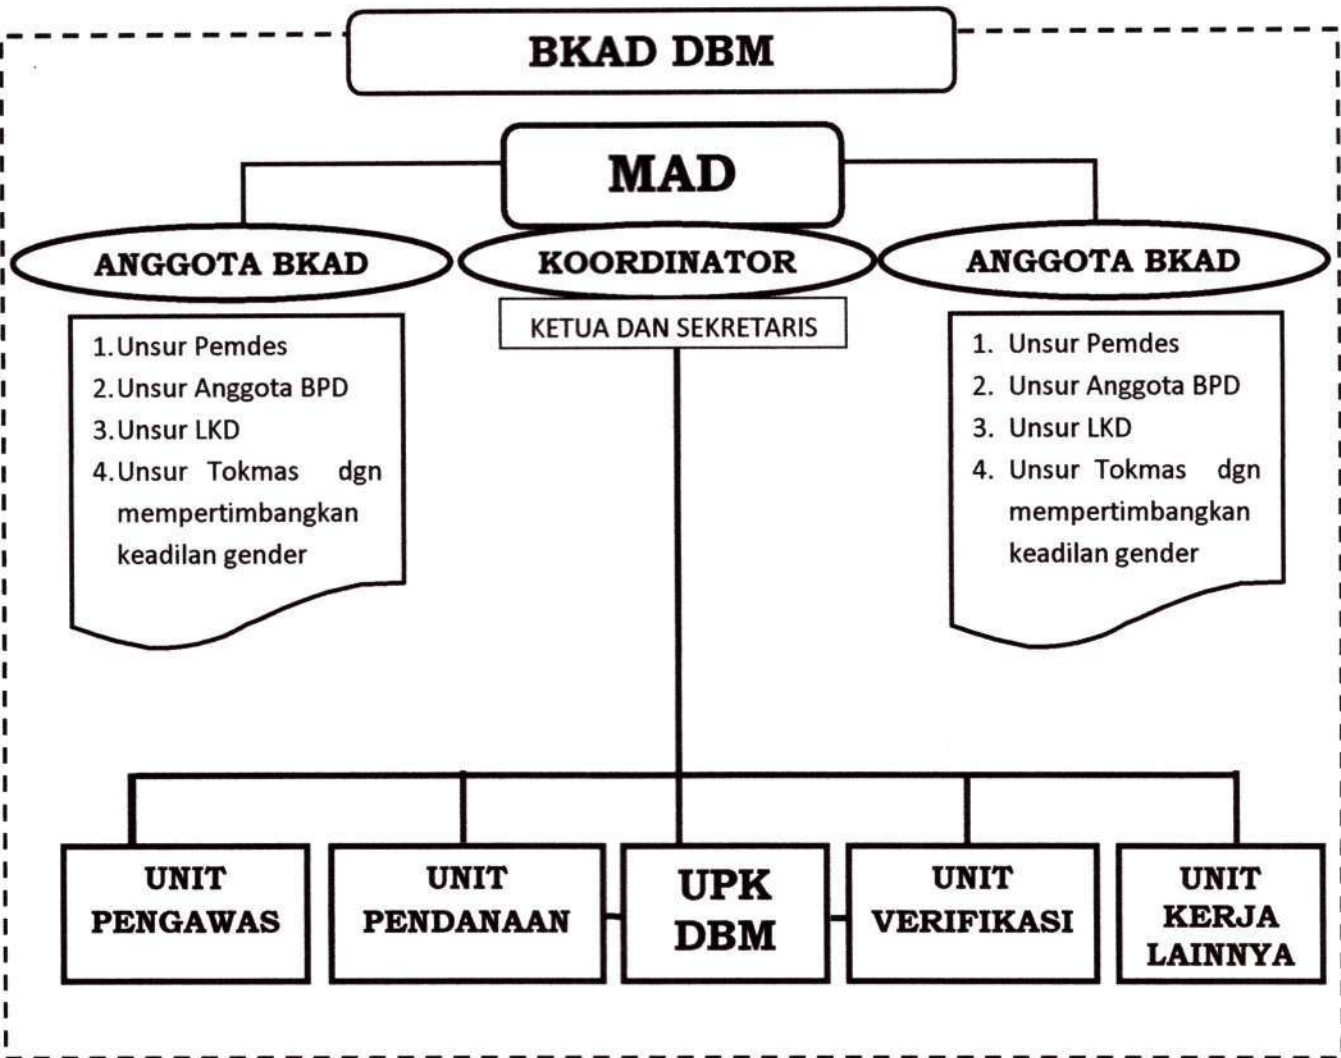 BKAD DBM
MAD
ANGGOTA BKAD
KOORDINATOR
ANGGOTA BKAD
KETUA DAN SEKRETARIS
1. Unsur Pemdes
2. Unsur Anggota BPD
3. Unsur LKD
4. Unsur Tokmas dgn
mempertimbangkan
keadilan gender
1. Unsur Pemdes
2. Unsur Anggota BPD
3. Unsur LKD
4. Unsur Tokmas dgn
mempertimbangkan
keadilan gender
UNIT
PENGAWAS
UNIT
PENDANAAN
UPK
DBM
UNIT
VERIFIKASI
UNIT
KERJA
LAINNYA